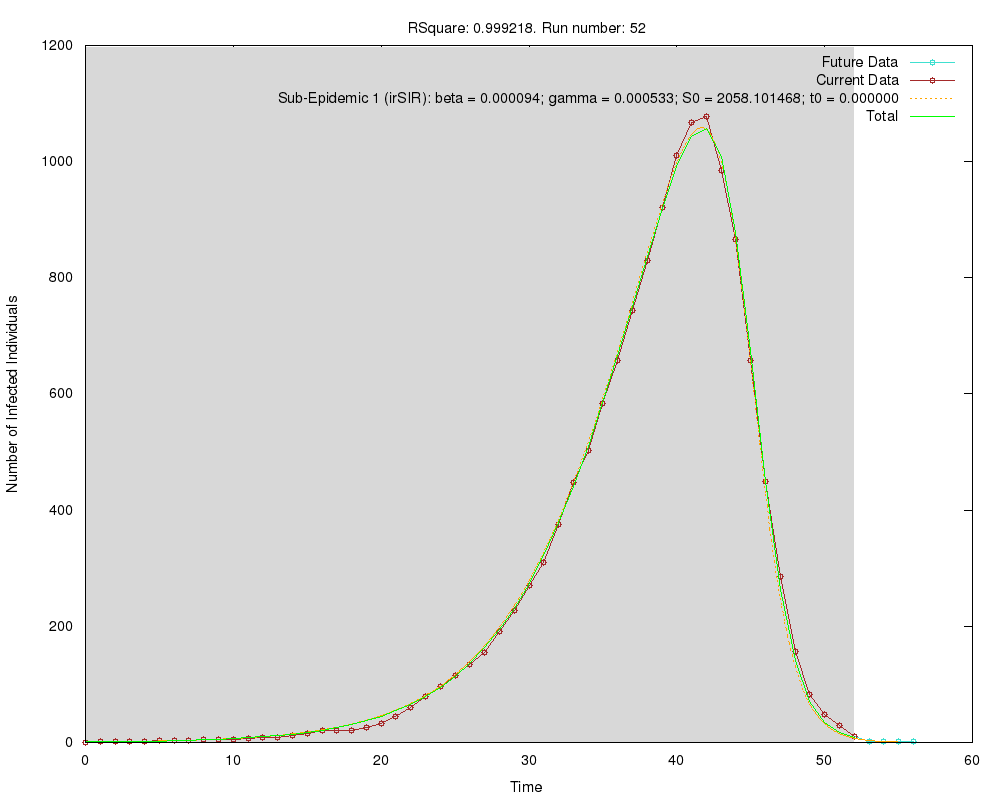 RSquare: 0.999218. Run number: 52
1200
1000
800
600
400
200
0
Number of Infected Individuals
Future Data
Current Data
Sub-Epidemic 1 (irSIR): beta = 0.000094; gamma = 0.000533; S0 = 2058.101468; t0 = 0.000000
Total
0 10 20 30 40 50 60
Time